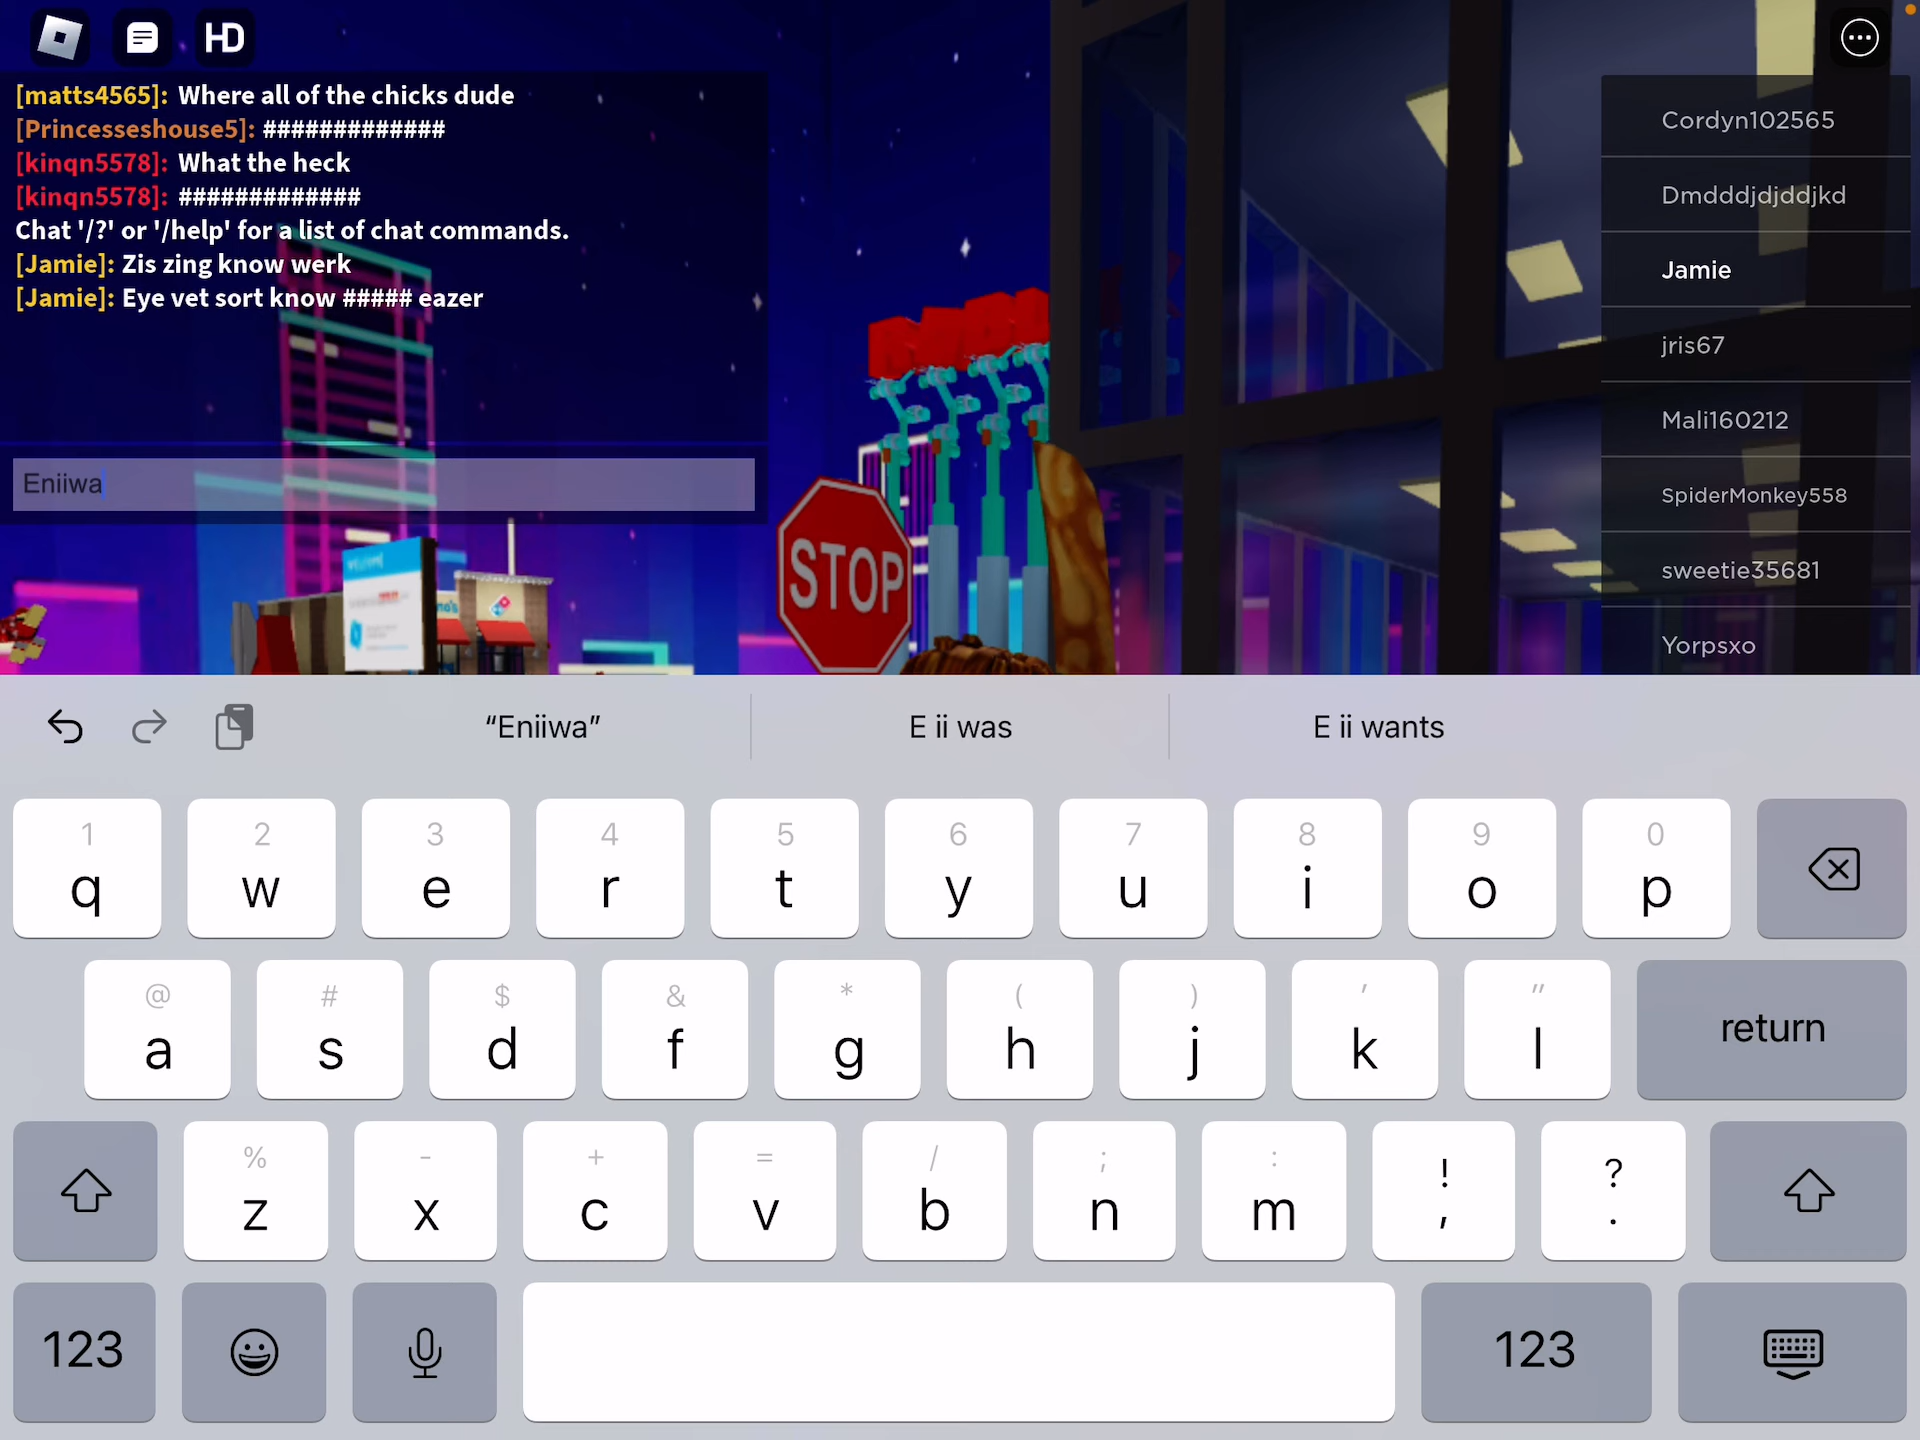 HD
[matts4565]: Where all of the chicks dude
[Princesseshouse5]: #############
[kinqn5578]: What the heck
[kinqn5578]: #############
Chat '/?' or '/help' for a list of chat commands.
[Jamie]: Zis zing know werk
[Jamie]: Eye vet sort know ##### eazer
Eniiwa
Cordyn102565
Dmdddjdjddjkd
Jamie
jris67
Mali160212
SpiderMonkey558
sweetie35681
Yorpsxo
STOP
“Eniiwa” E ii was E ii wants
1 2 3 4 5 6 7 8 9 0
q w e r t y u i o p
@ # $ & * ( ) ' "
a s d f g h j k l return
% - + = / ; : ! ?
z x c v b n m , .
123 123